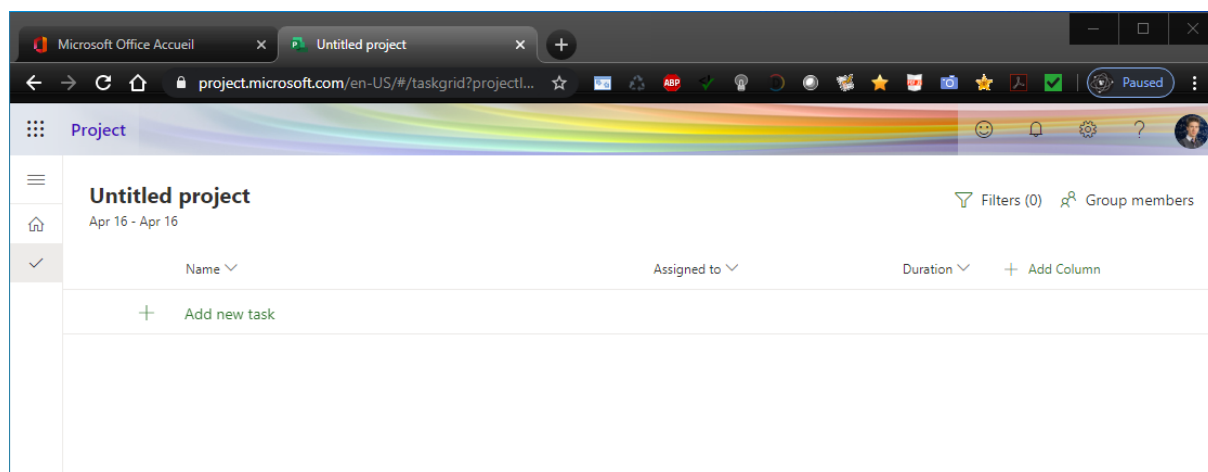 Microsoft Office Accueil
Untitled project
project.microsoft.com/en-US/#/taskgrid?projectI...
ABP
Paused
Project
?
Untitled project
Filters (0)
Group members
Apr 16 - Apr 16
Name
Assigned to
Duration
+ Add Column
+ Add new task